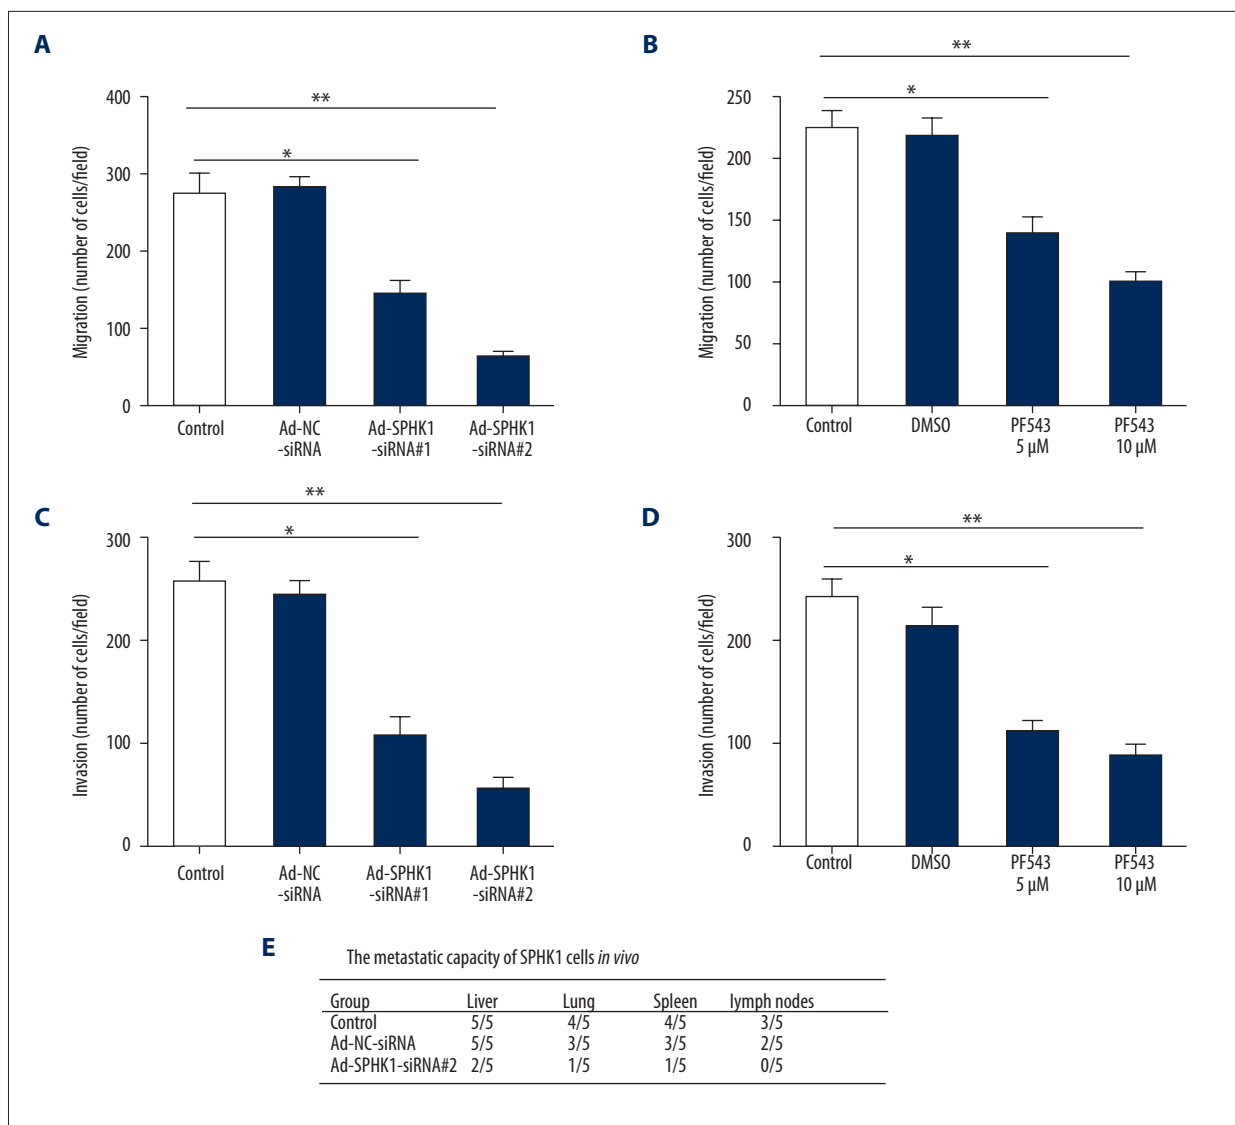 A
Migration (number of cells/field)
400
300
200
100
0
**
*
Control
Ad-NC
-siRNA
Ad-SPHK1
-siRNA#1
Ad-SPHK1
-siRNA#2
B
Migration (number of cells/field)
250
200
150
100
50
0
**
*
Control
DMSO
PF543
5 µM
PF543
10 µM
C
Invasion (number of cells/field)
300
200
100
0
**
*
Control
Ad-NC
-siRNA
Ad-SPHK1
-siRNA#1
Ad-SPHK1
-siRNA#2
D
Invasion (number of cells/field)
300
200
100
0
**
*
Control
DMSO
PF543
5 µM
PF543
10 µM
E
The metastatic capacity of SPHK1 cells in vivo
Group Liver Lung Spleen lymph nodes
Control 5/5 4/5 4/5 3/5
Ad-NC-siRNA 5/5 3/5 3/5 2/5
Ad-SPHK1-siRNA#2 2/5 1/5 1/5 0/5